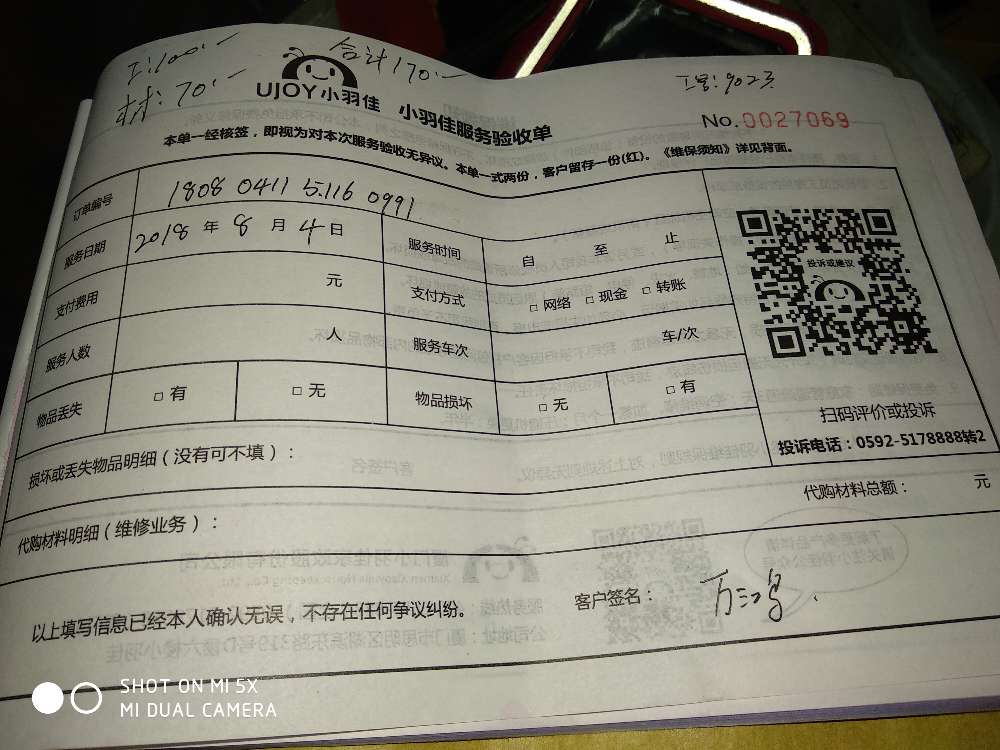 工:100.-
合计170.-
材:70.-
工号:9023
UJOY小羽佳 小羽佳服务验收单
No.0027069
本单一经核签，即视为对本次服务验收无异议。本单一式两份，客户留存一份(红)。《维保须知》详见背面。
订单编号 1808 0411 5116 0991
服务日期 2018 年 8 月 4 日 服务时间 自 至 止
支付费用 元 支付方式 □ 网络 □ 现金 □ 转账
服务人数 人 服务车次 车/次
物品丢失 □ 有 □ 无 物品损坏 □ 无 □ 有
投诉或建议
扫码评价或投诉
投诉电话：0592-5178888转2
损坏或丢失物品明细（没有可不填）：
代购材料明细（维修业务）： 代购材料总额： 元
以上填写信息已经本人确认无误，不存在任何争议纠纷。 客户签名：
SHOT ON MI 5X
MI DUAL CAMERA